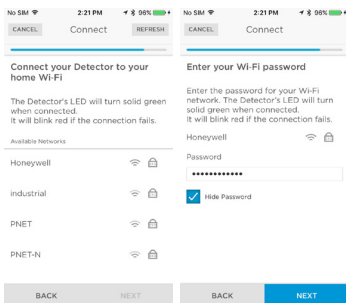 No SIM 2:21 PM 96%
CANCEL Connect REFRESH
Connect your Detector to your
home Wi-Fi
The Detector's LED will turn solid green
when connected.
It will blink red if the connection fails.
Available Networks
Honeywell
industrial
PNET
PNET-N
BACK NEXT
No SIM 2:21 PM 96%
CANCEL Connect
Enter your Wi-Fi password
Enter the password for your Wi-Fi
network. The Detector's LED will turn
solid green when connected.
It will blink red if the connection fails.
Honeywell
Password
••••••••••••
Hide Password
BACK NEXT